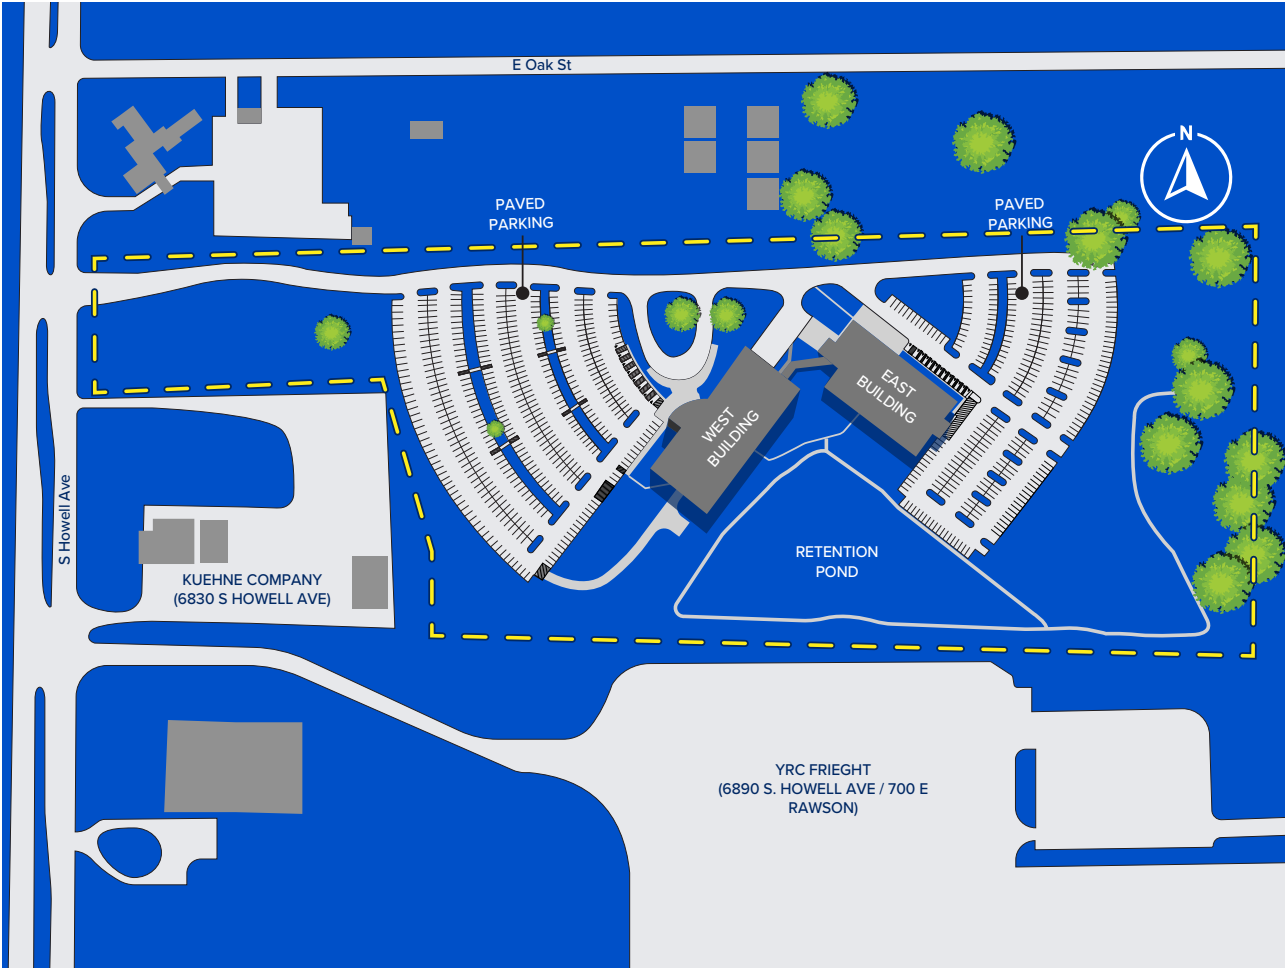 E Oak St
N
PAVED
PARKING
PAVED
PARKING
WEST
BUILDING
EAST
BUILDING
S Howell Ave
RETENTION
POND
KUEHNE COMPANY
(6830 S HOWELL AVE)
YRC FRIEGHT
(6890 S. HOWELL AVE / 700 E
RAWSON)